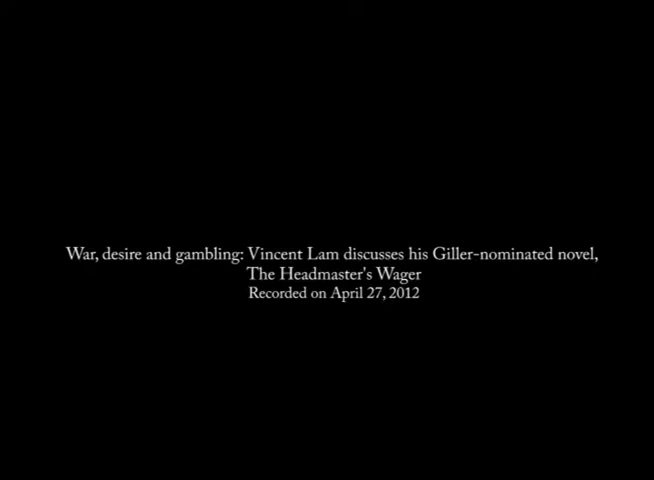 War, desire and gambling: Vincent Lam discusses his Giller-nominated novel,
The Headmaster's Wager
Recorded on April 27, 2012